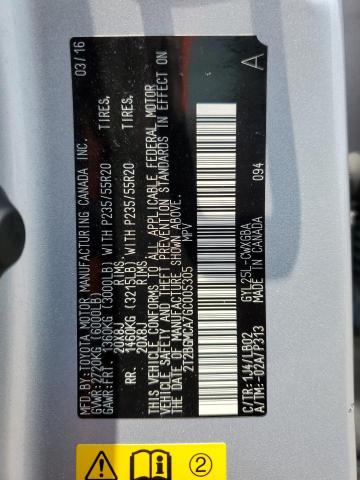 MFD BY:TOYOTA MOTOR MANUFACTURING CANADA INC. 03/16
GVWR:2720KG (6000LB)
GAWR:FRT. 1360KG (3000LB) WITH P235/55R20 TIRES,
20X8J RIMS,
RR. 1460KG (3215LB) WITH P235/55R20 TIRES,
20X8J RIMS.
THIS VEHICLE CONFORMS TO ALL APPLICABLE FEDERAL MOTOR
VEHICLE SAFETY STANDARDS IN EFFECT ON THE DATE OF
MANUFACTURE SHOWN ABOVE.
2T2BGMCA7GC005305 MPV
A
C/TR:1J4/LB02 GYL25L-CWXGBA
A/TM:-02A/P313 MADE IN CANADA 094
2